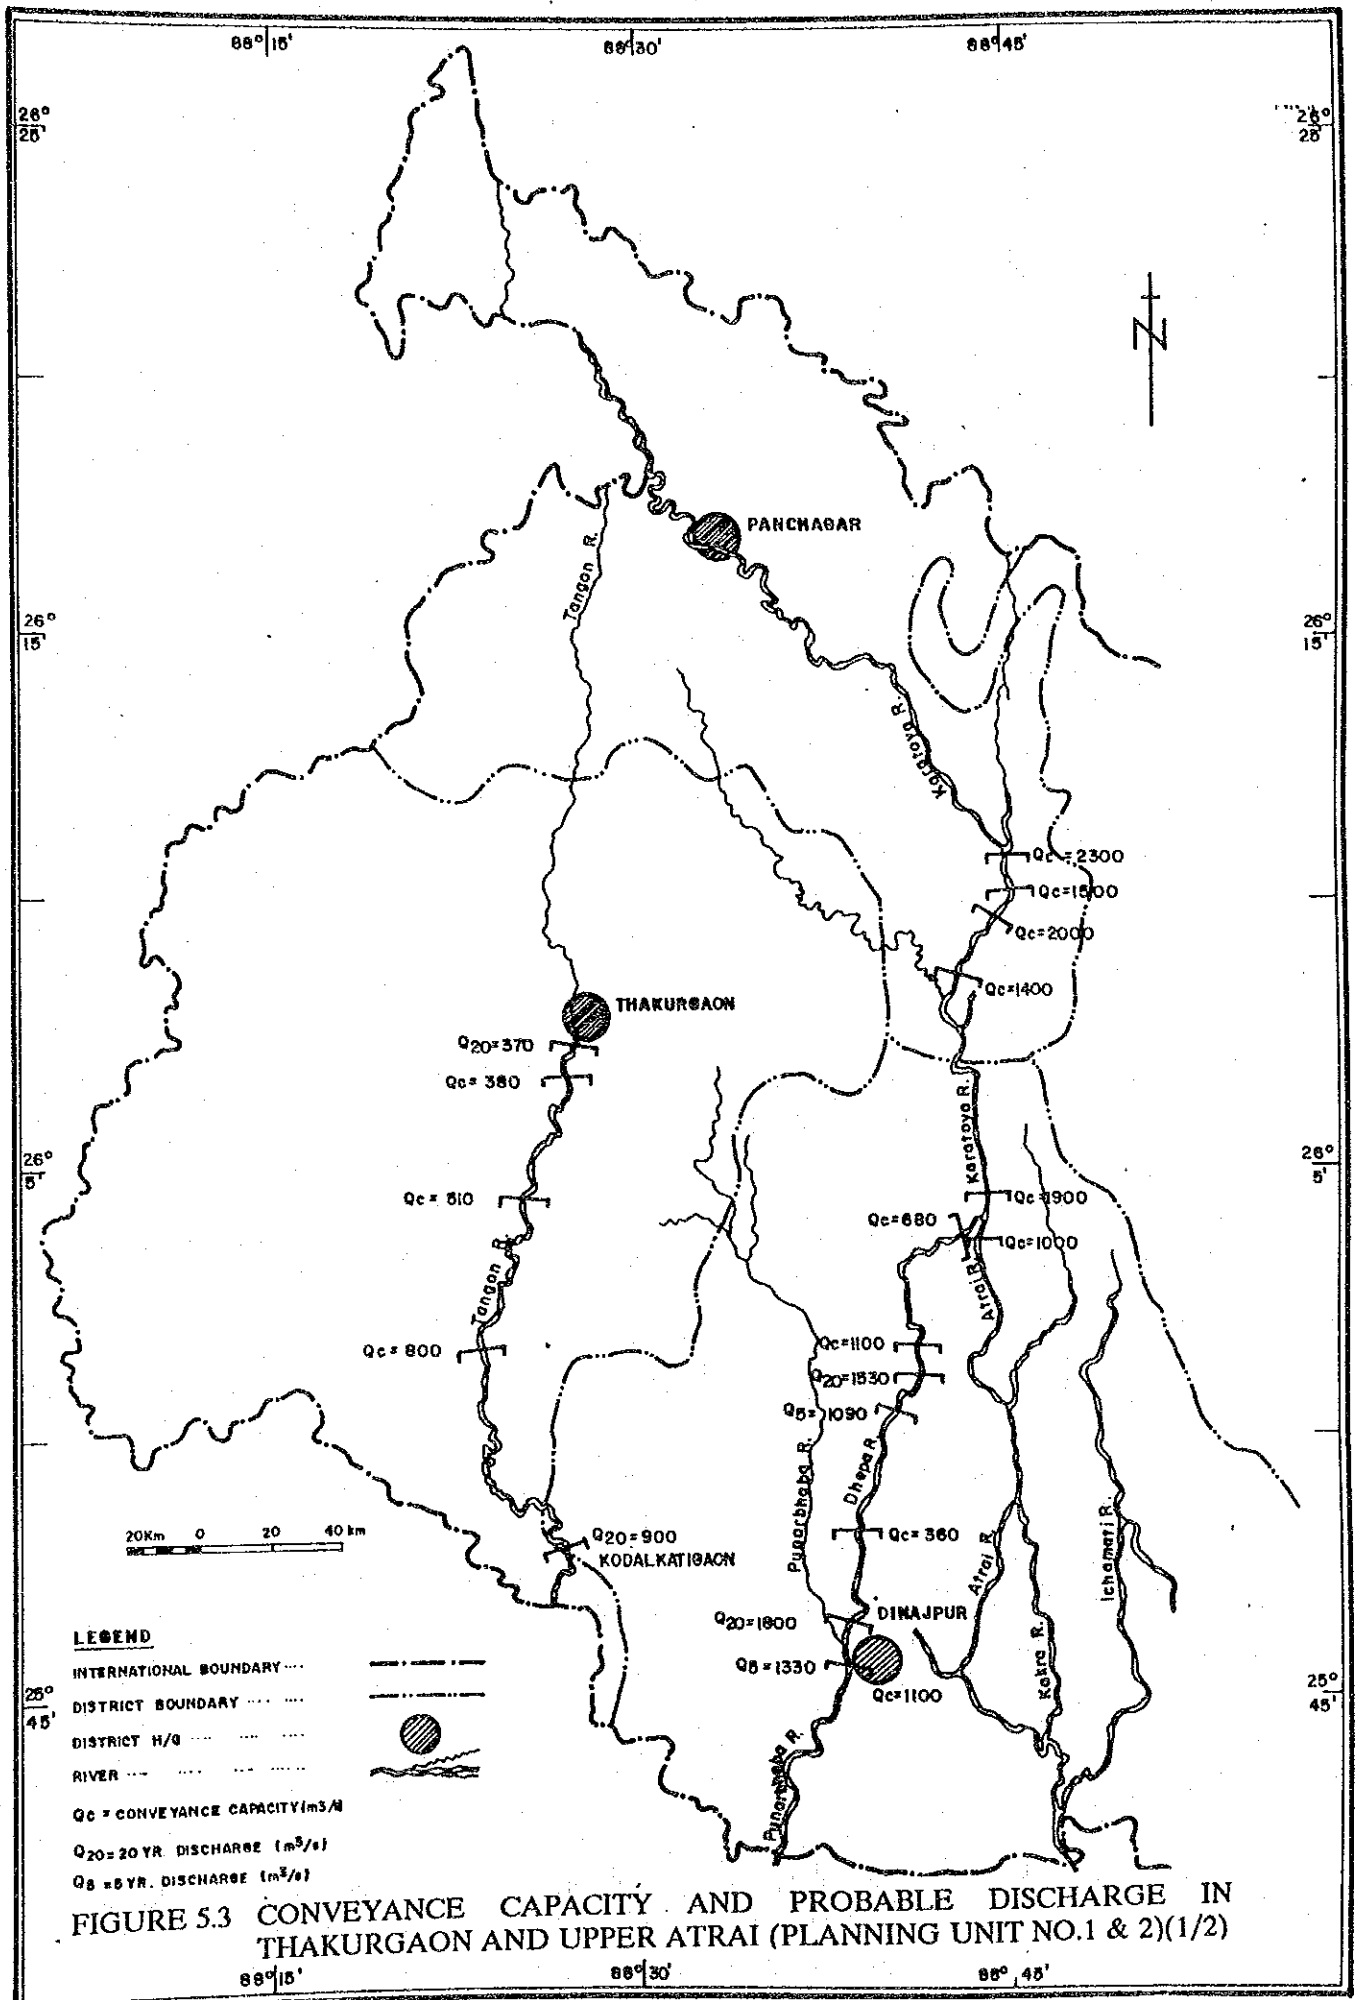 88°15'
88°30'
88°45'
26°
25'
26°
25'
PANCHAGAR
Tangon R.
26°
15'
26°
15'
Karatoya R.
Qc = 2300
Qc=1500
Qc=2000
Qc=1400
THAKURGAON
Q20=370
Qc= 380
Karatoya R.
26°
5'
26°
5'
Qc = 510
Qc=1900
Qc=680
Qc=1000
Tangon R.
Atrai R.
Qc= 800
Qc=1100
Q20=1530
Q5= 1090
Punarbhaba R.
Dhepa R.
Ichamati R.
Q20=900
KODALKATIGAON
Qc= 360
Atrai R.
20Km 0 20 40 km
DINAJPUR
Q20=1800
Kakra R.
Q5=1330
Qc=1100
25°
45'
25°
45'
Punarbhaba R.
LEGEND
INTERNATIONAL BOUNDARY ....
DISTRICT BOUNDARY .... ....
DISTRICT H/Q .... .... ....
RIVER .... .... .... ....
Qc = CONVEYANCE CAPACITY (m3/s)
Q20= 20 YR. DISCHARGE (m³/s)
Q5 = 5 YR. DISCHARGE (m³/s)
FIGURE 5.3 CONVEYANCE CAPACITY AND PROBABLE DISCHARGE IN
THAKURGAON AND UPPER ATRAI (PLANNING UNIT NO.1 & 2)(1/2)
88°15'
88°30'
88°45'